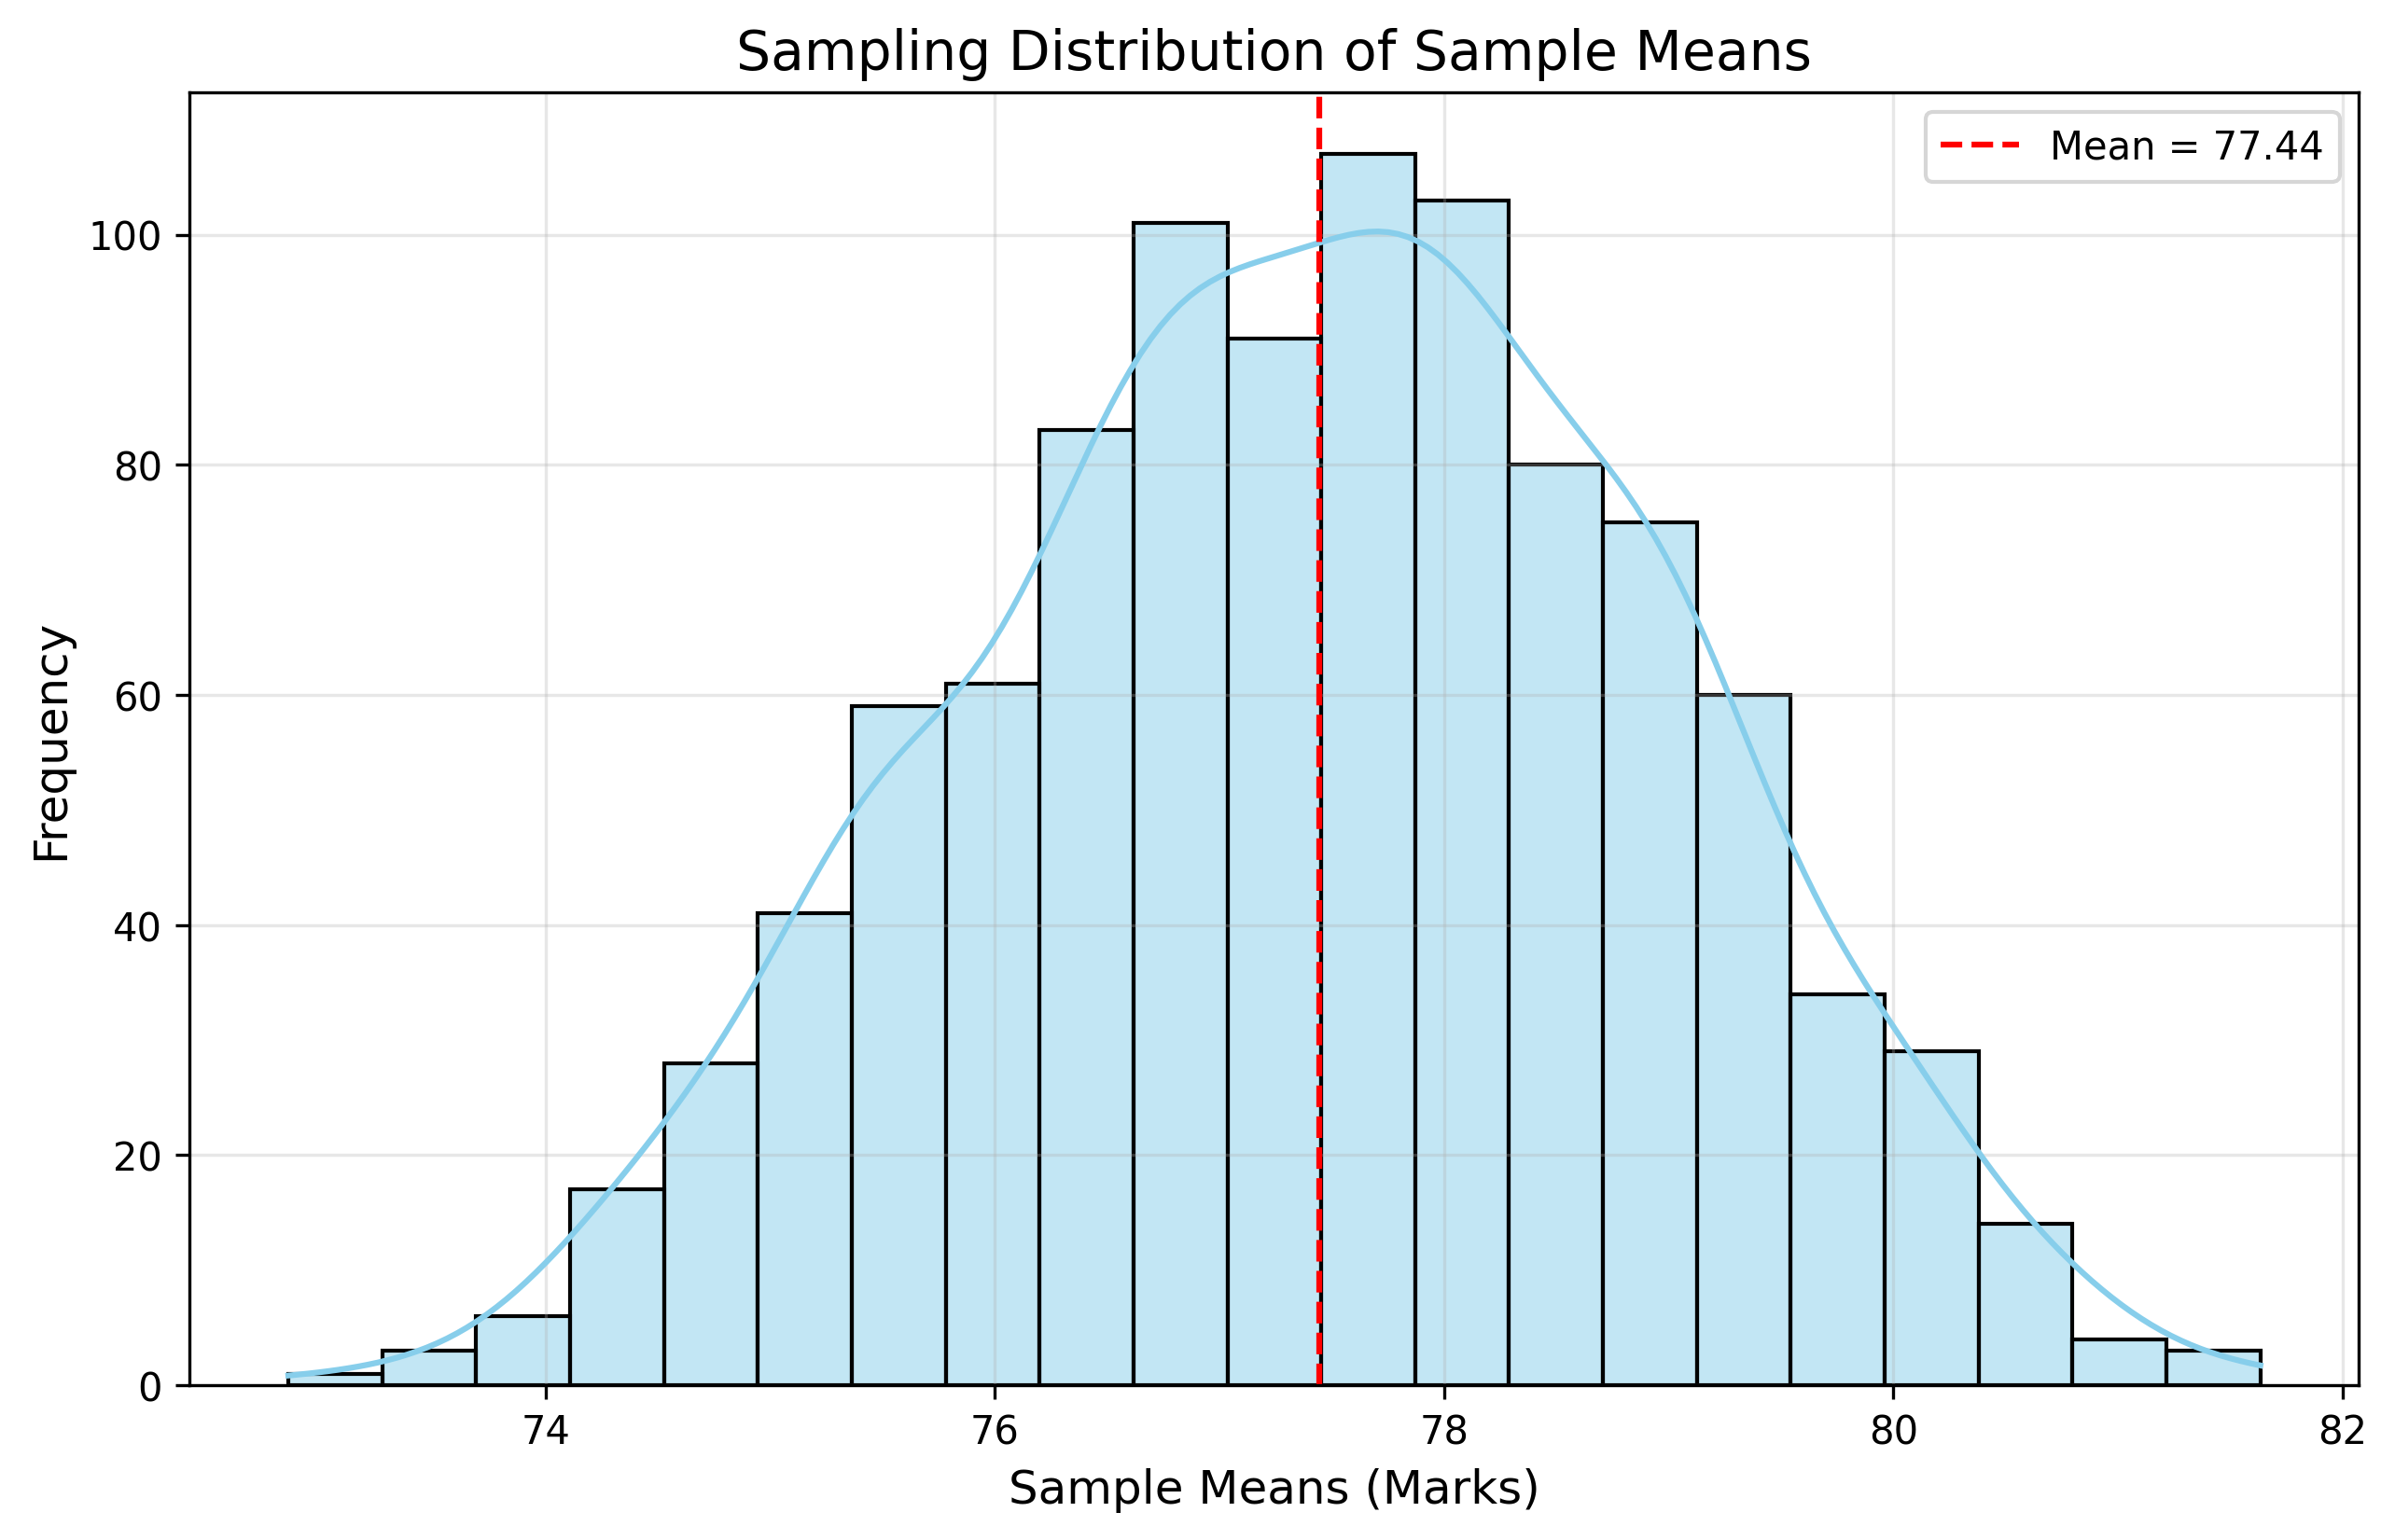 Sampling Distribution of Sample Means
Mean = 77.44
Frequency
100
80
60
40
20
0
74 76 78 80 82
Sample Means (Marks)